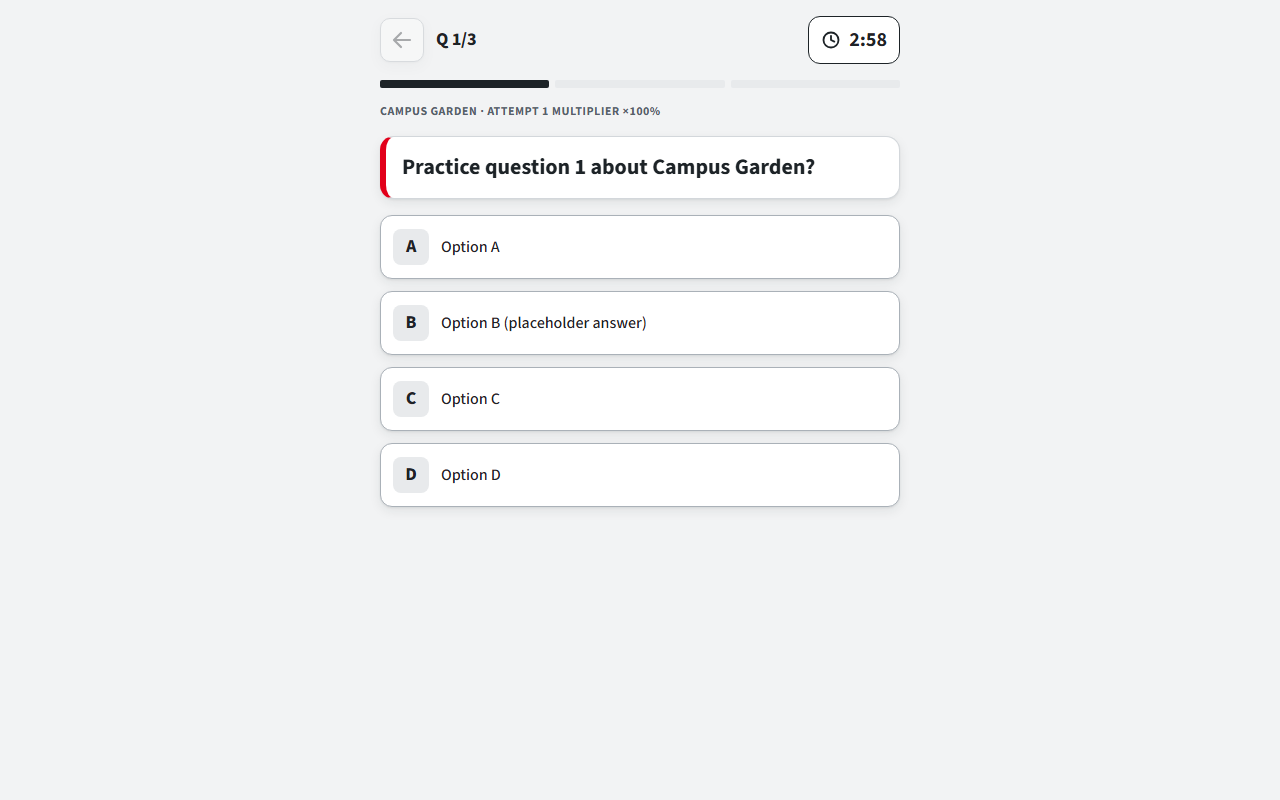 Q 1/3
2:58
CAMPUS GARDEN · ATTEMPT 1 MULTIPLIER ×100%
Practice question 1 about Campus Garden?
A Option A
B Option B (placeholder answer)
C Option C
D Option D